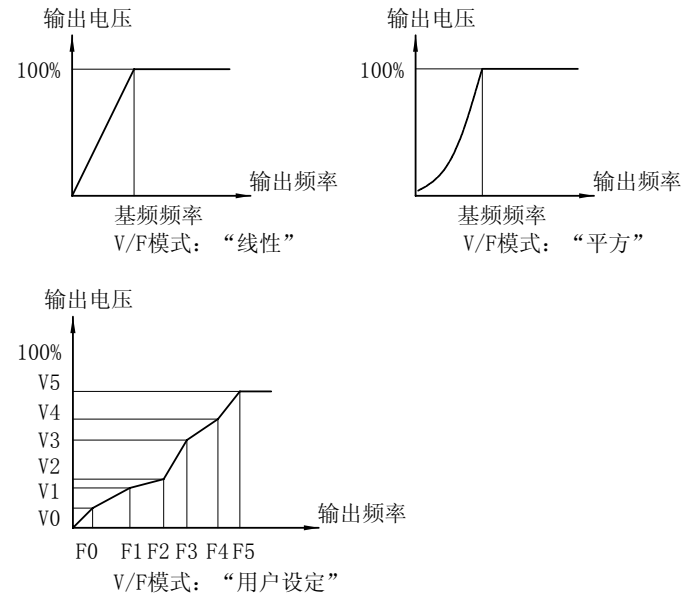 输出电压
100%
输出频率
基频频率
V/F模式：“线性”
输出电压
100%
输出频率
基频频率
V/F模式：“平方”
输出电压
100%
V5
V4
V3
V2
V1
V0
输出频率
F0 F1 F2 F3 F4 F5
V/F模式：“用户设定”